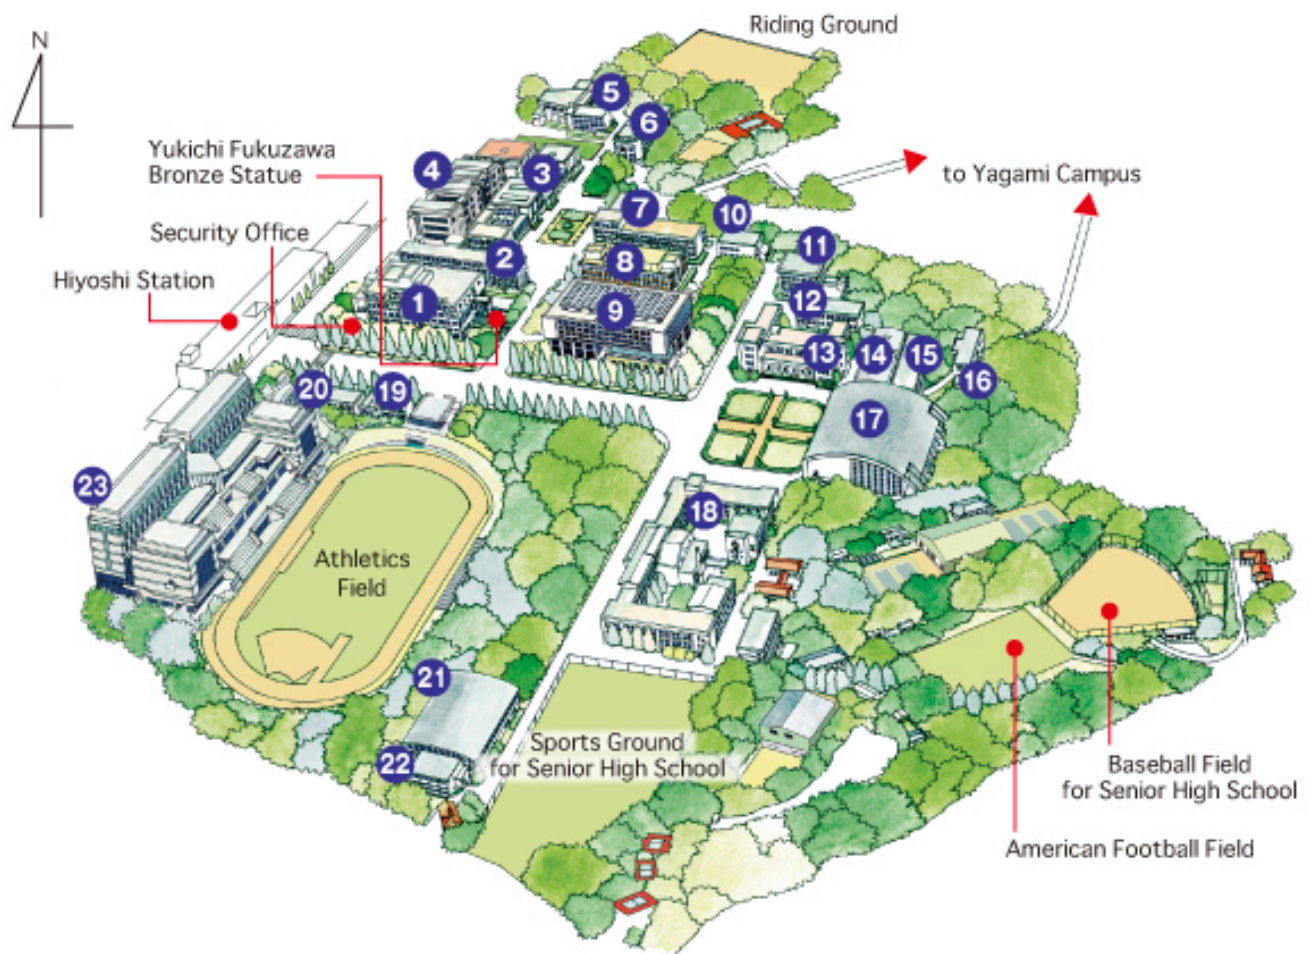 Riding Ground
N
5
6
Yukichi Fukuzawa
Bronze Statue
4
3
to Yagami Campus
7
10
Security Office
2
11
8
Hiyoshi Station
1
9
12
13
14
15
16
20
19
17
23
18
Athletics
Field
21
22
Sports Ground
for Senior High School
Baseball Field
for Senior High School
American Football Field